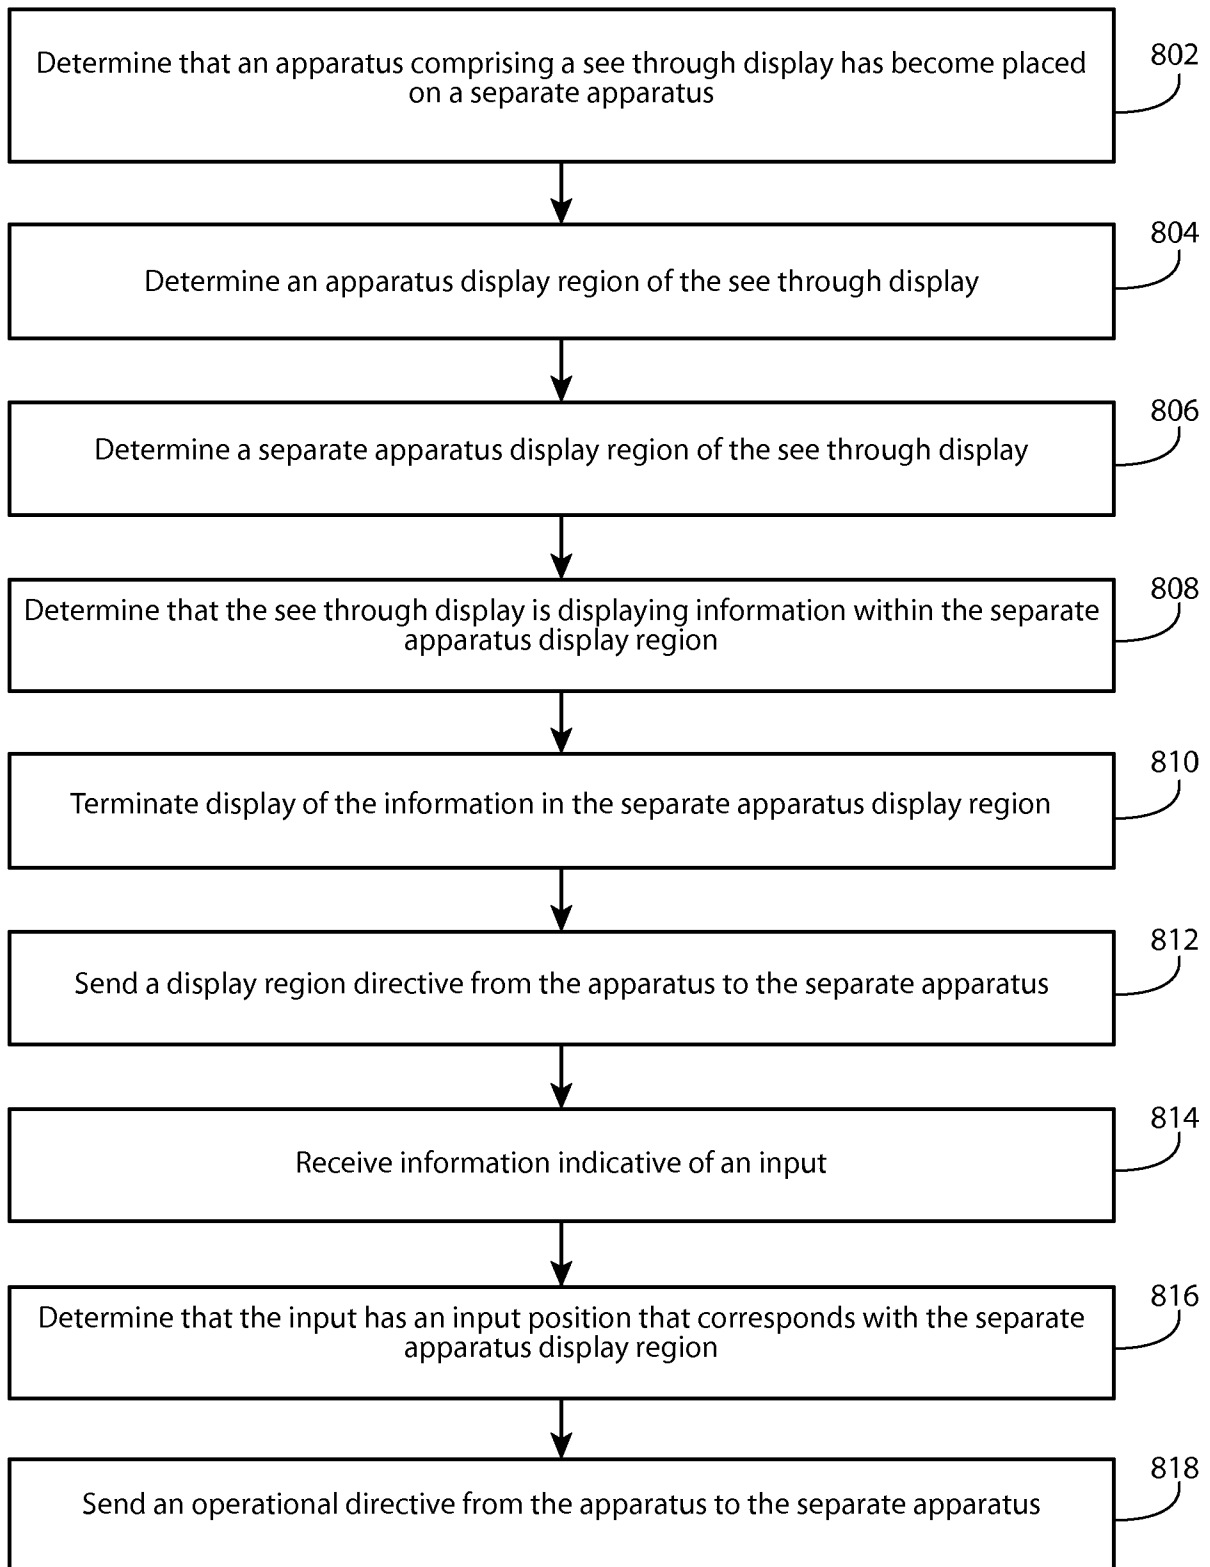 Determine that an apparatus comprising a see through display has become placed
on a separate apparatus
802
Determine an apparatus display region of the see through display
804
Determine a separate apparatus display region of the see through display
806
Determine that the see through display is displaying information within the separate
apparatus display region
808
Terminate display of the information in the separate apparatus display region
810
Send a display region directive from the apparatus to the separate apparatus
812
Receive information indicative of an input
814
Determine that the input has an input position that corresponds with the separate
apparatus display region
816
Send an operational directive from the apparatus to the separate apparatus
818